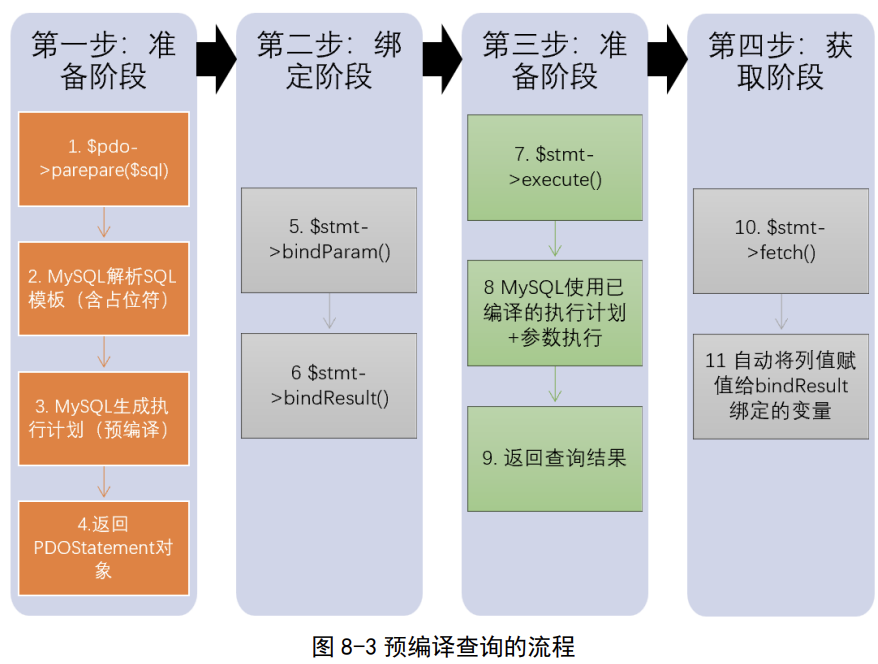 第一步：准
备阶段
1. $pdo-
>parepare($sql)
2. MySQL解析SQL
模板（含占位符）
3. MySQL生成执
行计划（预编译）
4.返回
PDOStatement对
象
第二步：绑
定阶段
5. $stmt-
>bindParam()
6 $stmt-
>bindResult()
第三步：准
备阶段
7. $stmt-
>execute()
8 MySQL使用已
编译的执行计划
+参数执行
9. 返回查询结果
第四步：获
取阶段
10. $stmt-
>fetch()
11 自动将列值赋
值给bindResult
绑定的变量
图 8-3 预编译查询的流程